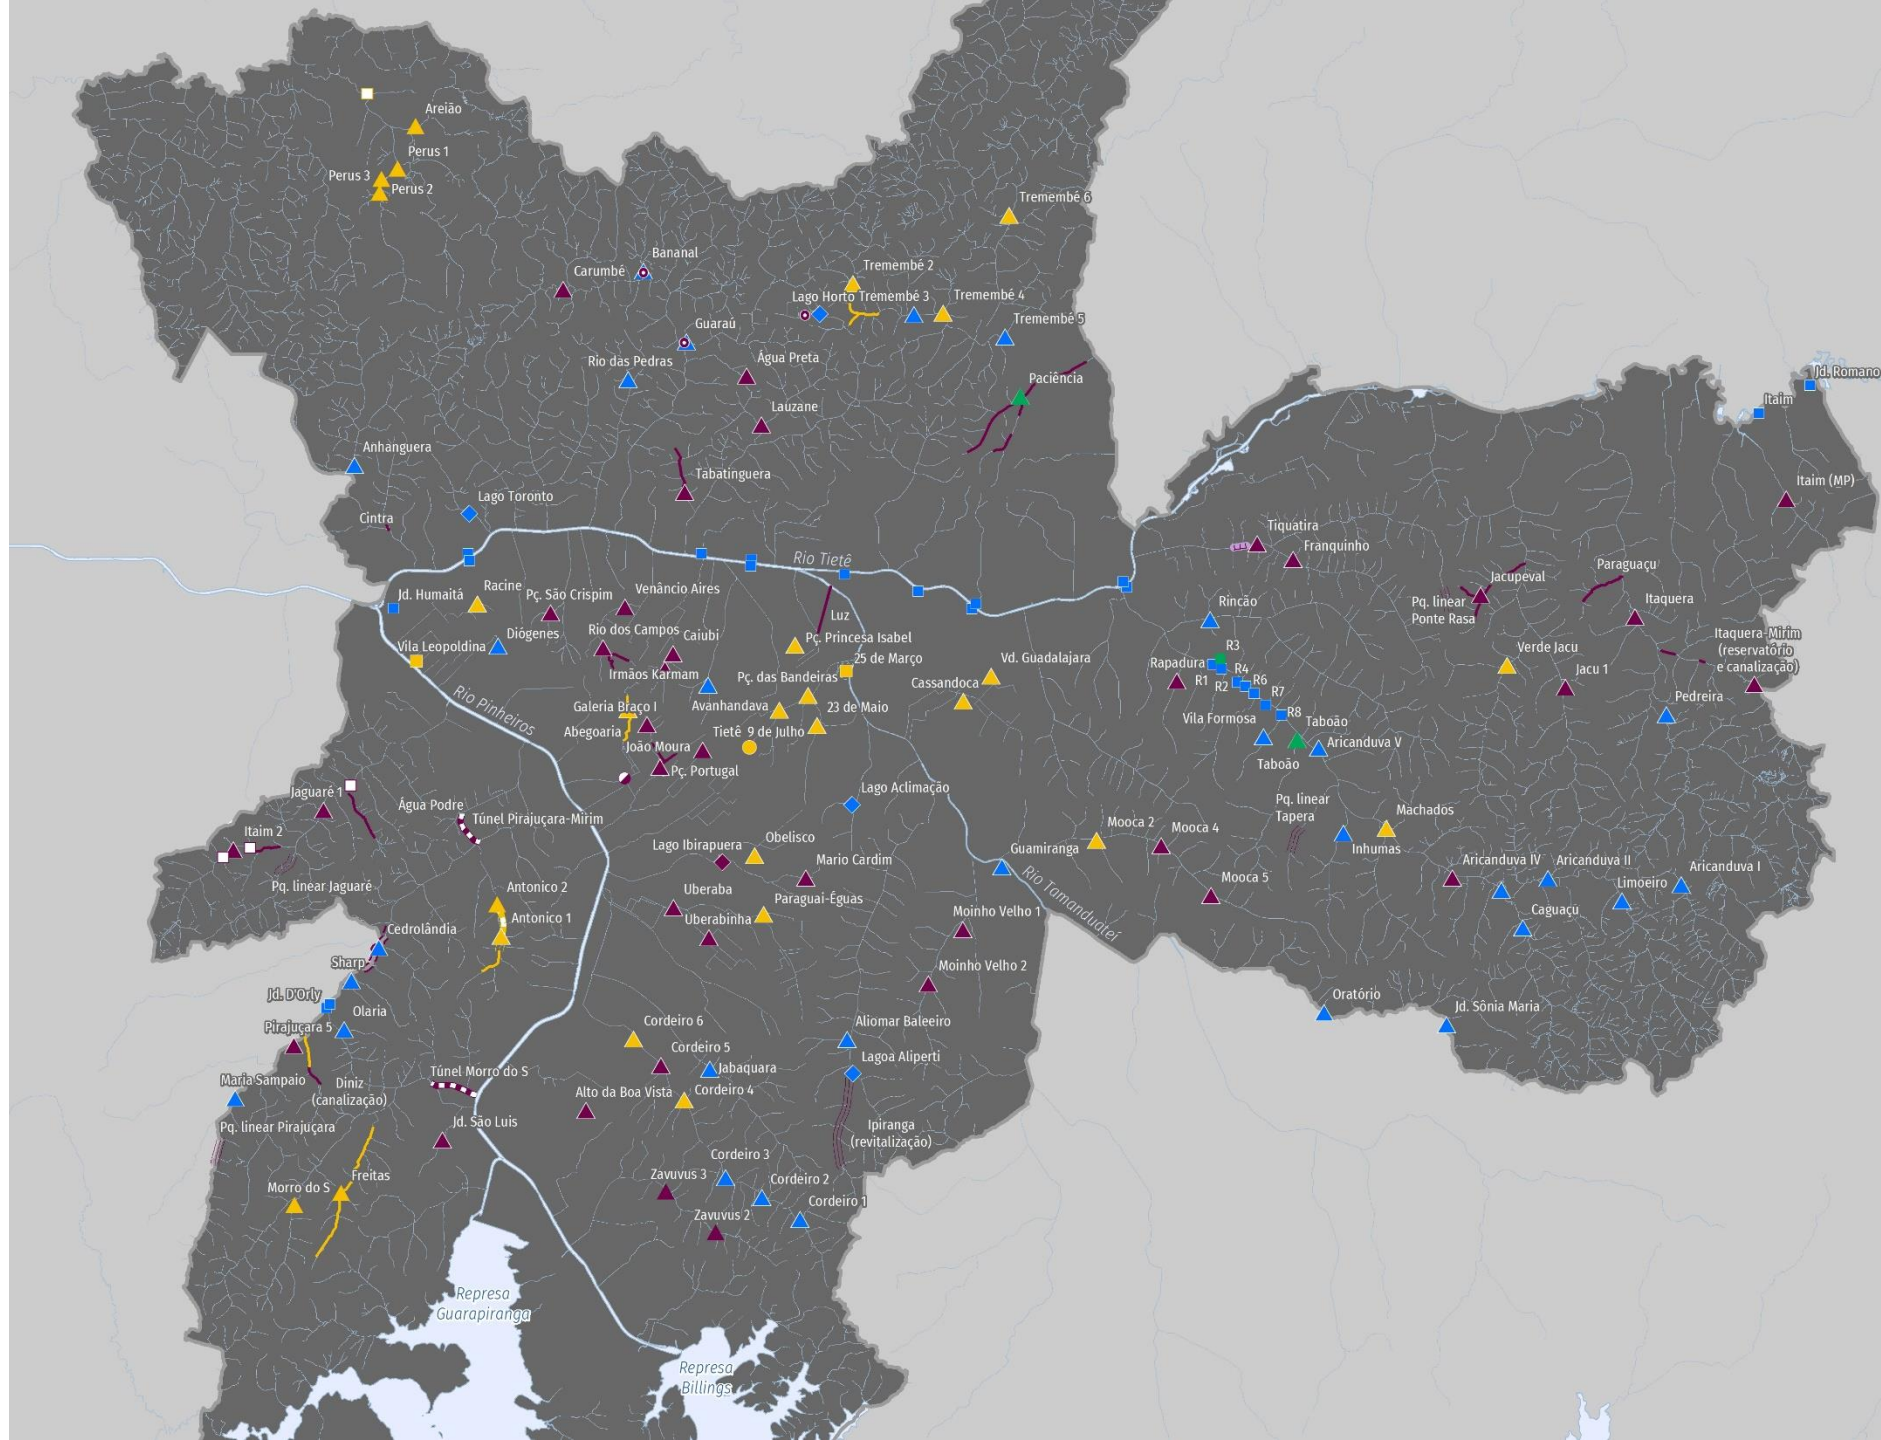 Areião
Perus 1
Perus 3
Perus 2
Tremembé 6
Bananal
Carumbé
Tremembé 2
Lago Horto
Tremembé 3
Tremembé 4
Guaraú
Tremembé 5
Rio das Pedras
Água Preta
Paciência
Jd. Romano
Itaim
Lauzane
Anhanguera
Tabatinguera
Itaim (MP)
Lago Toronto
Cintra
Tiquatira
Franquinho
Rio Tietê
Jd. Humaitá
Racine
Pç. São Crispim
Venâncio Aires
Luz
Jacupeval
Paraguaçu
Pq. linear
Ponte Rasa
Itaquera
Rincão
Vila Leopoldina
Diógenes
Rio dos Campos
Caiubi
Pç. Princesa Isabel
Itaquera-Mirim
(reservatório
e canalização)
R3
25 de Março
Vd. Guadalajara
Rapadura
R4
Verde Jacu
Jacu 1
Irmãos Karmam
Pç. das Bandeiras
Cassandoca
R1
R2
R6
Rio Pinheiros
Galeria Braço I
Avanhandava
23 de Maio
R7
R8
Pedreira
Vila Formosa
Taboão
Abegoaria
Tietê
9 de Julho
João Moura
Aricanduva V
Pç. Portugal
Taboão
Jaguaré 1
Água Podre
Túnel Pirajuçara-Mirim
Lago Aclimação
Pq. linear
Tapera
Machados
Itaim 2
Lago Ibirapuera
Obelisco
Guamiranga
Mooca 2
Mooca 4
Inhumas
Mario Cardim
Aricanduva IV
Aricanduva II
Aricanduva I
Pq. linear Jaguaré
Antonico 2
Uberaba
Paraguai-Éguas
Rio Tamanduateí
Mooca 5
Limoeiro
Caguaçú
Antonico 1
Uberabinha
Moinho Velho 1
Cedrolândia
Sharp
Moinho Velho 2
Jd. D'Orly
Olaria
Oratório
Jd. Sônia Maria
Pirajuçara 5
Cordeiro 6
Aliomar Baleeiro
Cordeiro 5
Lagoa Aliperti
Jabaquara
Maria Sampaio
Diniz
(canalização)
Túnel Morro do S
Alto da Boa Vista
Cordeiro 4
Pq. linear Pirajuçara
Jd. São Luis
Ipiranga
(revitalização)
Cordeiro 3
Freitas
Morro do S
Zavuvus 3
Cordeiro 2
Cordeiro 1
Zavuvus 2
Represa
Guarapiranga
Represa
Billings